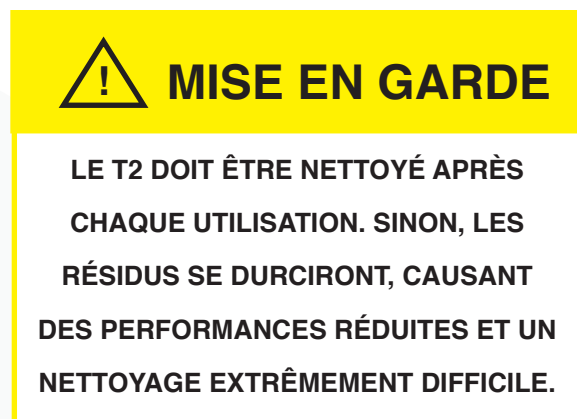 ! MISE EN GARDE
LE T2 DOIT ÊTRE NETTOYÉ APRÈS
CHAQUE UTILISATION. SINON, LES
RÉSIDUS SE DURCIRONT, CAUSANT
DES PERFORMANCES RÉDUITES ET UN
NETTOYAGE EXTRÊMEMENT DIFFICILE.